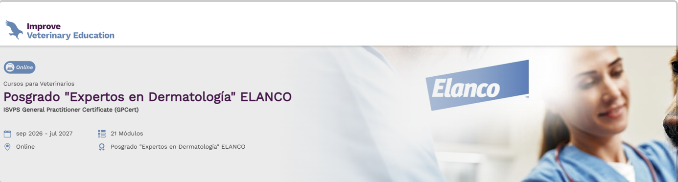 Improve
Veterinary Education
Online
Cursos para Veterinarios
Posgrado "Expertos en Dermatología" ELANCO
ISVPS General Practitioner Certificate (GPCert)
sep 2026 - jul 2027
21 Módulos
Online
Posgrado "Expertos en Dermatología" ELANCO
Elanco